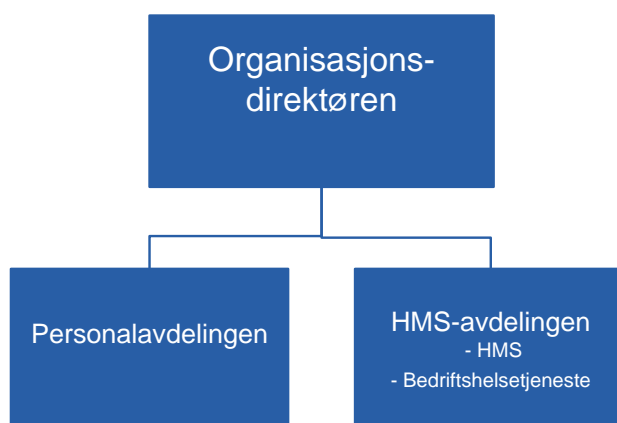 Organisasjons-
direktøren
Personalavdelingen
HMS-avdelingen
- HMS
- Bedriftshelsetjeneste